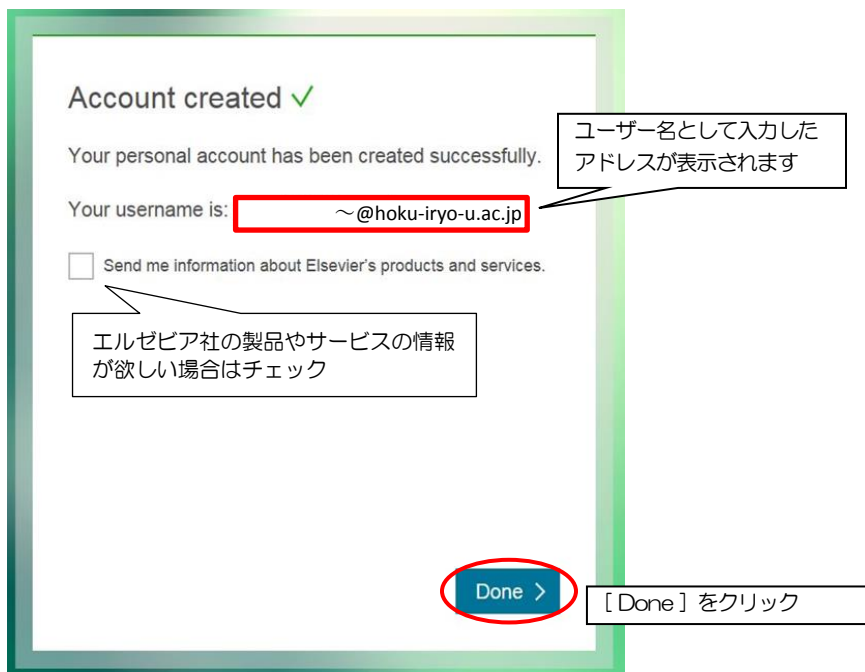 Account created ✓
Your personal account has been created successfully.
ユーザー名として入力した
アドレスが表示されます
Your username is: ～@hoku-iryo-u.ac.jp
Send me information about Elsevier's products and services.
エルゼビア社の製品やサービスの情報
が欲しい場合はチェック
Done >
[ Done ] をクリック